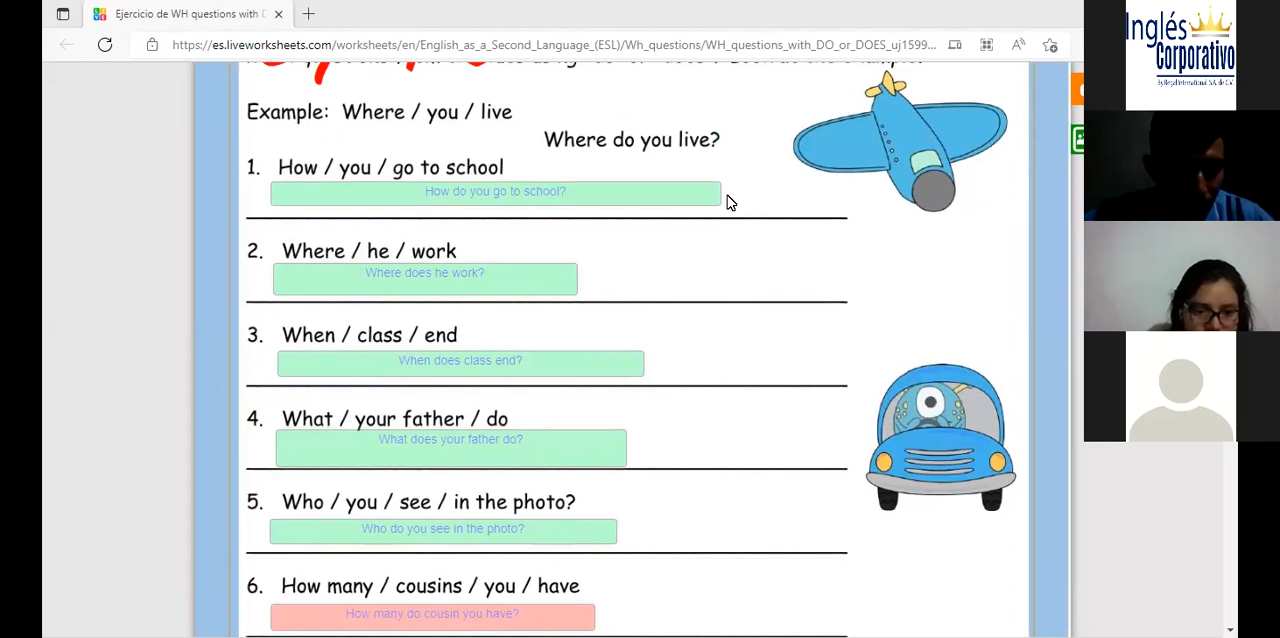 Ejercicio de WH questions with
https://es.liveworksheets.com/worksheets/en/English_as_a_Second_Language_(ESL)/Wh_questions/WH_questions_with_DO_or_DOES_uj1599...
Example: Where / you / live
Where do you live?
1. How / you / go to school
How do you go to school?
2. Where / he / work
Where does he work?
3. When / class / end
When does class end?
4. What / your father / do
What does your father do?
5. Who / you / see / in the photo?
Who do you see in the photo?
6. How many / cousins / you / have
How many do cousin you have?
Inglés
Corporativo
By Regal International S.A. de C.V.